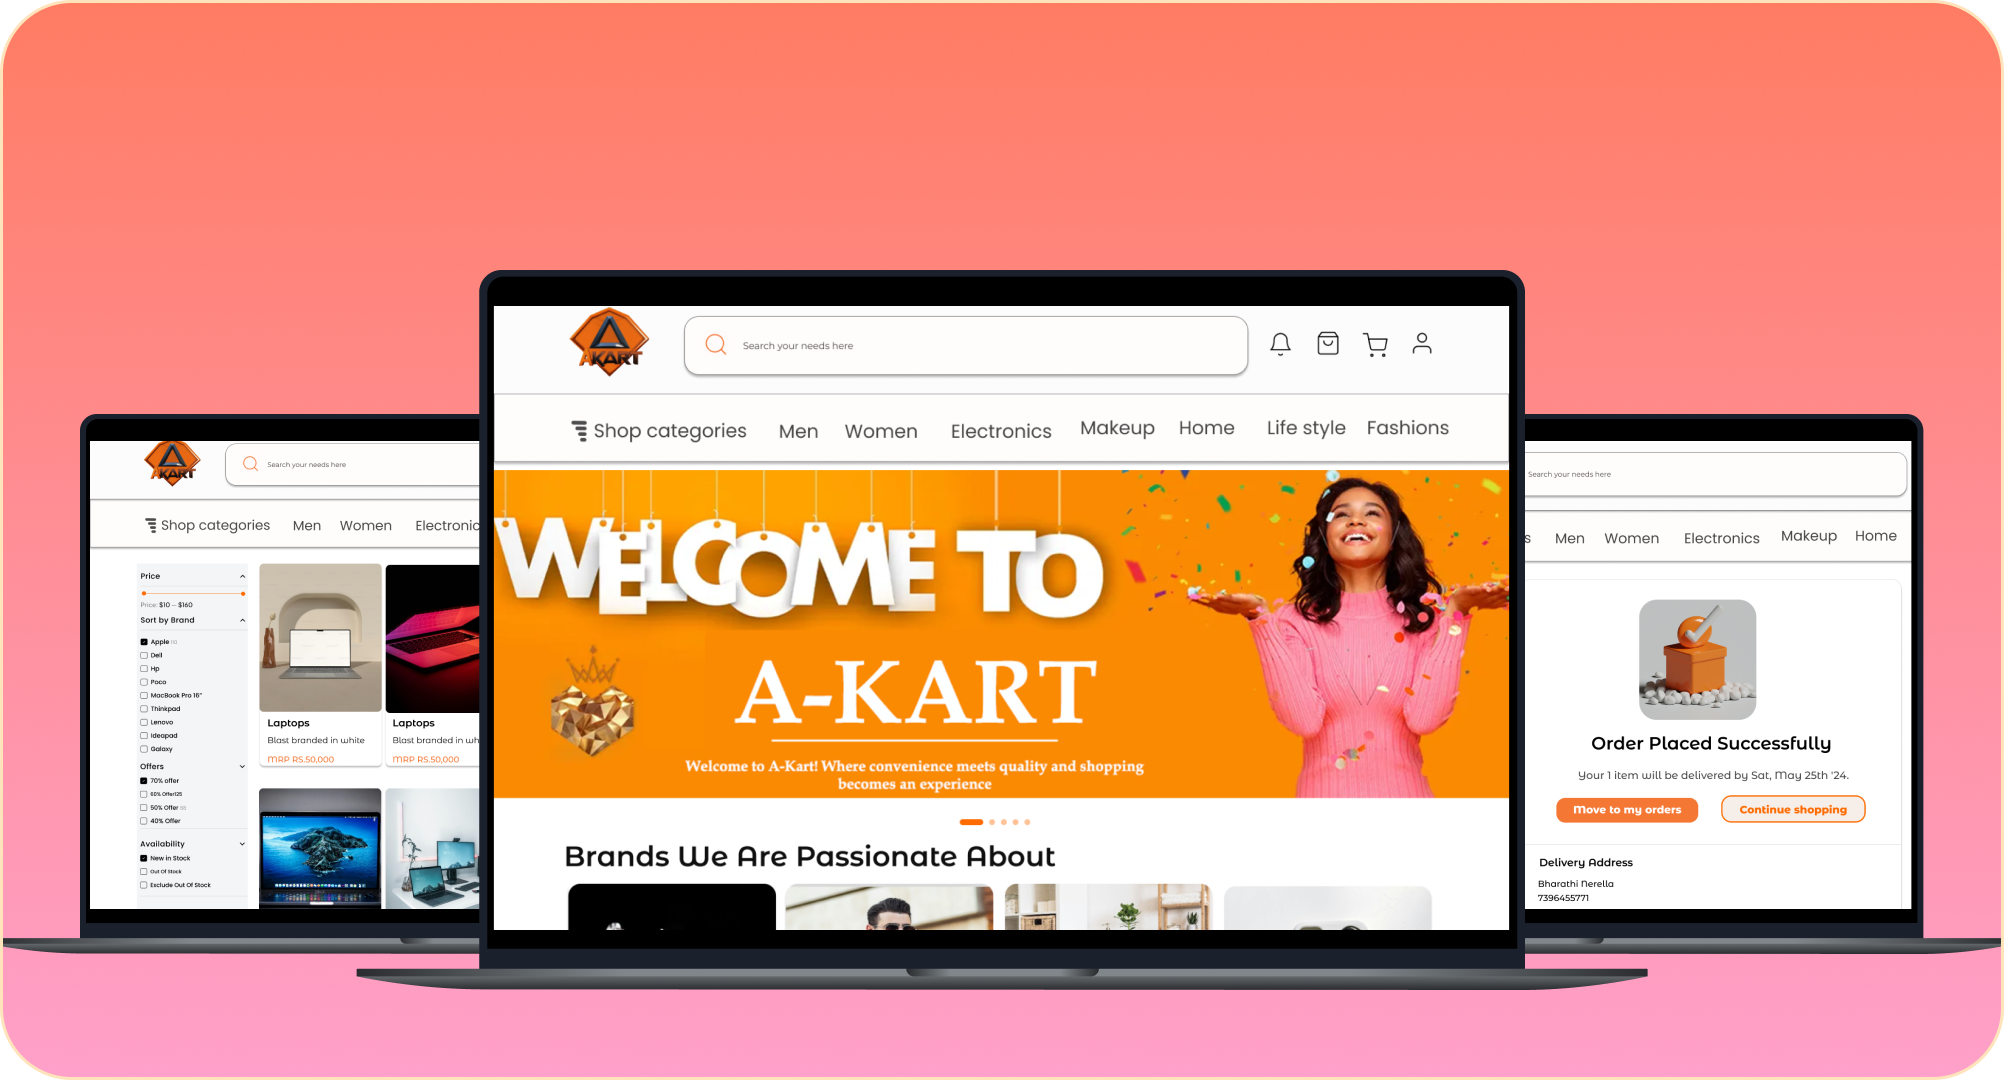 AKART
Search your needs here
Shop categories Men Women Electronics Makeup Home Life style Fashions
WELCOME TO
A-KART
Welcome to A-Kart! Where convenience meets quality and shopping
becomes an experience
Brands We Are Passionate About
AKART
Search your needs here
Shop categories Men Women Electronic
Price
Price: $10 — $160
Sort by Brand
Apple
Dell
Hp
Poco
MacBook Pro 16"
Thinkpad
Lenovo
Ideapad
Galaxy
Offers
70% offer
60% Offer125
50% Offer
40% Offer
Availability
New in Stock
Out Of Stock
Exclude Out Of Stock
Laptops
Blast branded in white
MRP RS.50,000
Laptops
Blast branded in wh
MRP RS.50,000
Search your needs here
s Men Women Electronics Makeup Home
Order Placed Successfully
Your 1 item will be delivered by Sat, May 25th '24.
Move to my orders Continue shopping
Delivery Address
Bharathi Nerella
7396455771